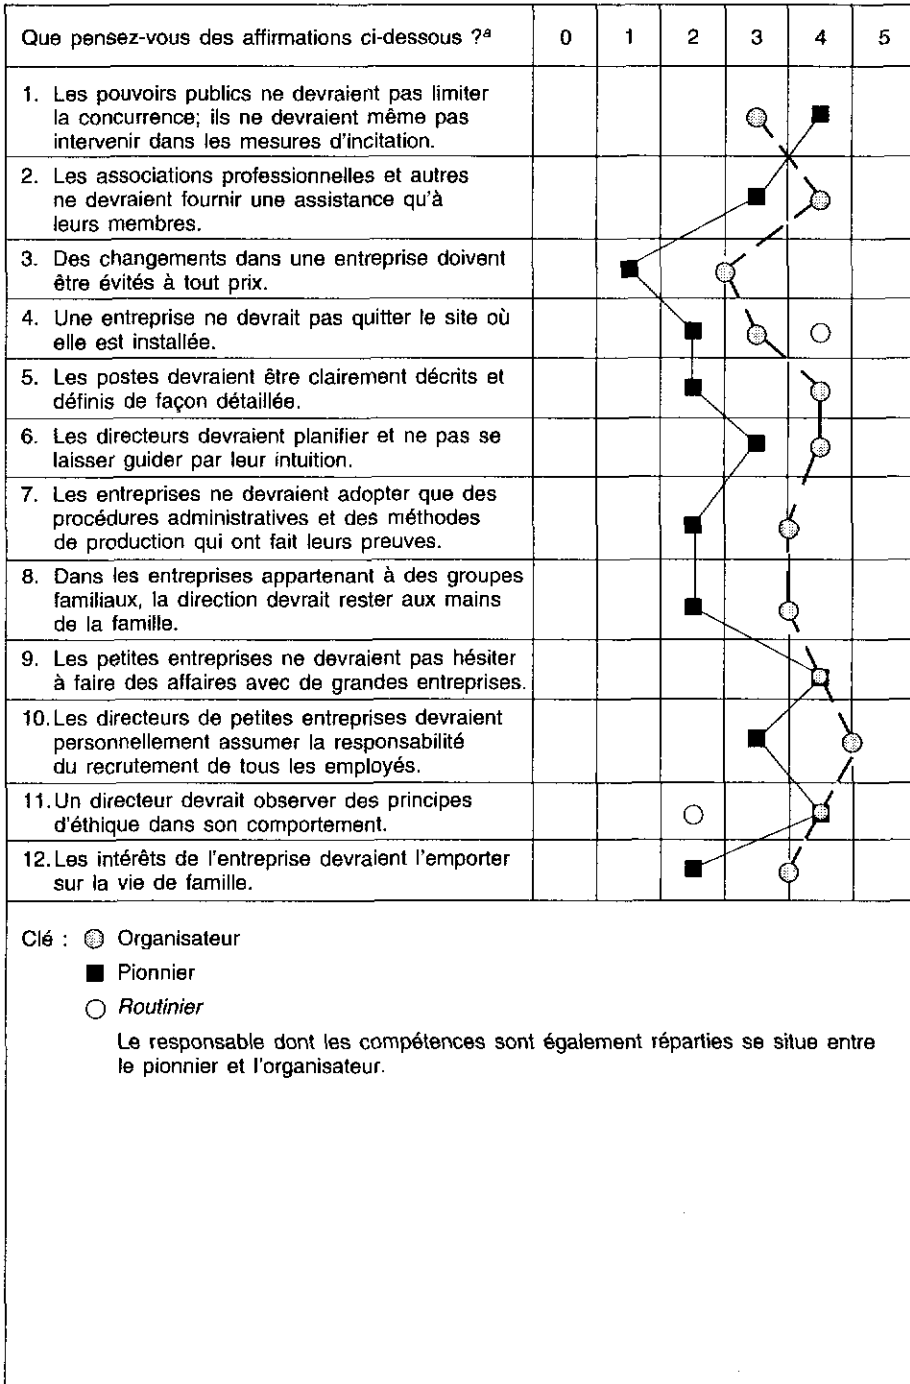 Que pensez-vous des affirmations ci-dessous ?ª 0 1 2 3 4 5
1. Les pouvoirs publics ne devraient pas limiter
la concurrence; ils ne devraient même pas
intervenir dans les mesures d'incitation.
2. Les associations professionnelles et autres
ne devraient fournir une assistance qu'à
leurs membres.
3. Des changements dans une entreprise doivent
être évités à tout prix.
4. Une entreprise ne devrait pas quitter le site où
elle est installée.
5. Les postes devraient être clairement décrits et
définis de façon détaillée.
6. Les directeurs devraient planifier et ne pas se
laisser guider par leur intuition.
7. Les entreprises ne devraient adopter que des
procédures administratives et des méthodes
de production qui ont fait leurs preuves.
8. Dans les entreprises appartenant à des groupes
familiaux, la direction devrait rester aux mains
de la famille.
9. Les petites entreprises ne devraient pas hésiter
à faire des affaires avec de grandes entreprises.
10. Les directeurs de petites entreprises devraient
personnellement assumer la responsabilité
du recrutement de tous les employés.
11. Un directeur devrait observer des principes
d'éthique dans son comportement.
12. Les intérêts de l'entreprise devraient l'emporter
sur la vie de famille.
Clé : Organisateur
Pionnier
Routinier
Le responsable dont les compétences sont également réparties se situe entre
le pionnier et l'organisateur.